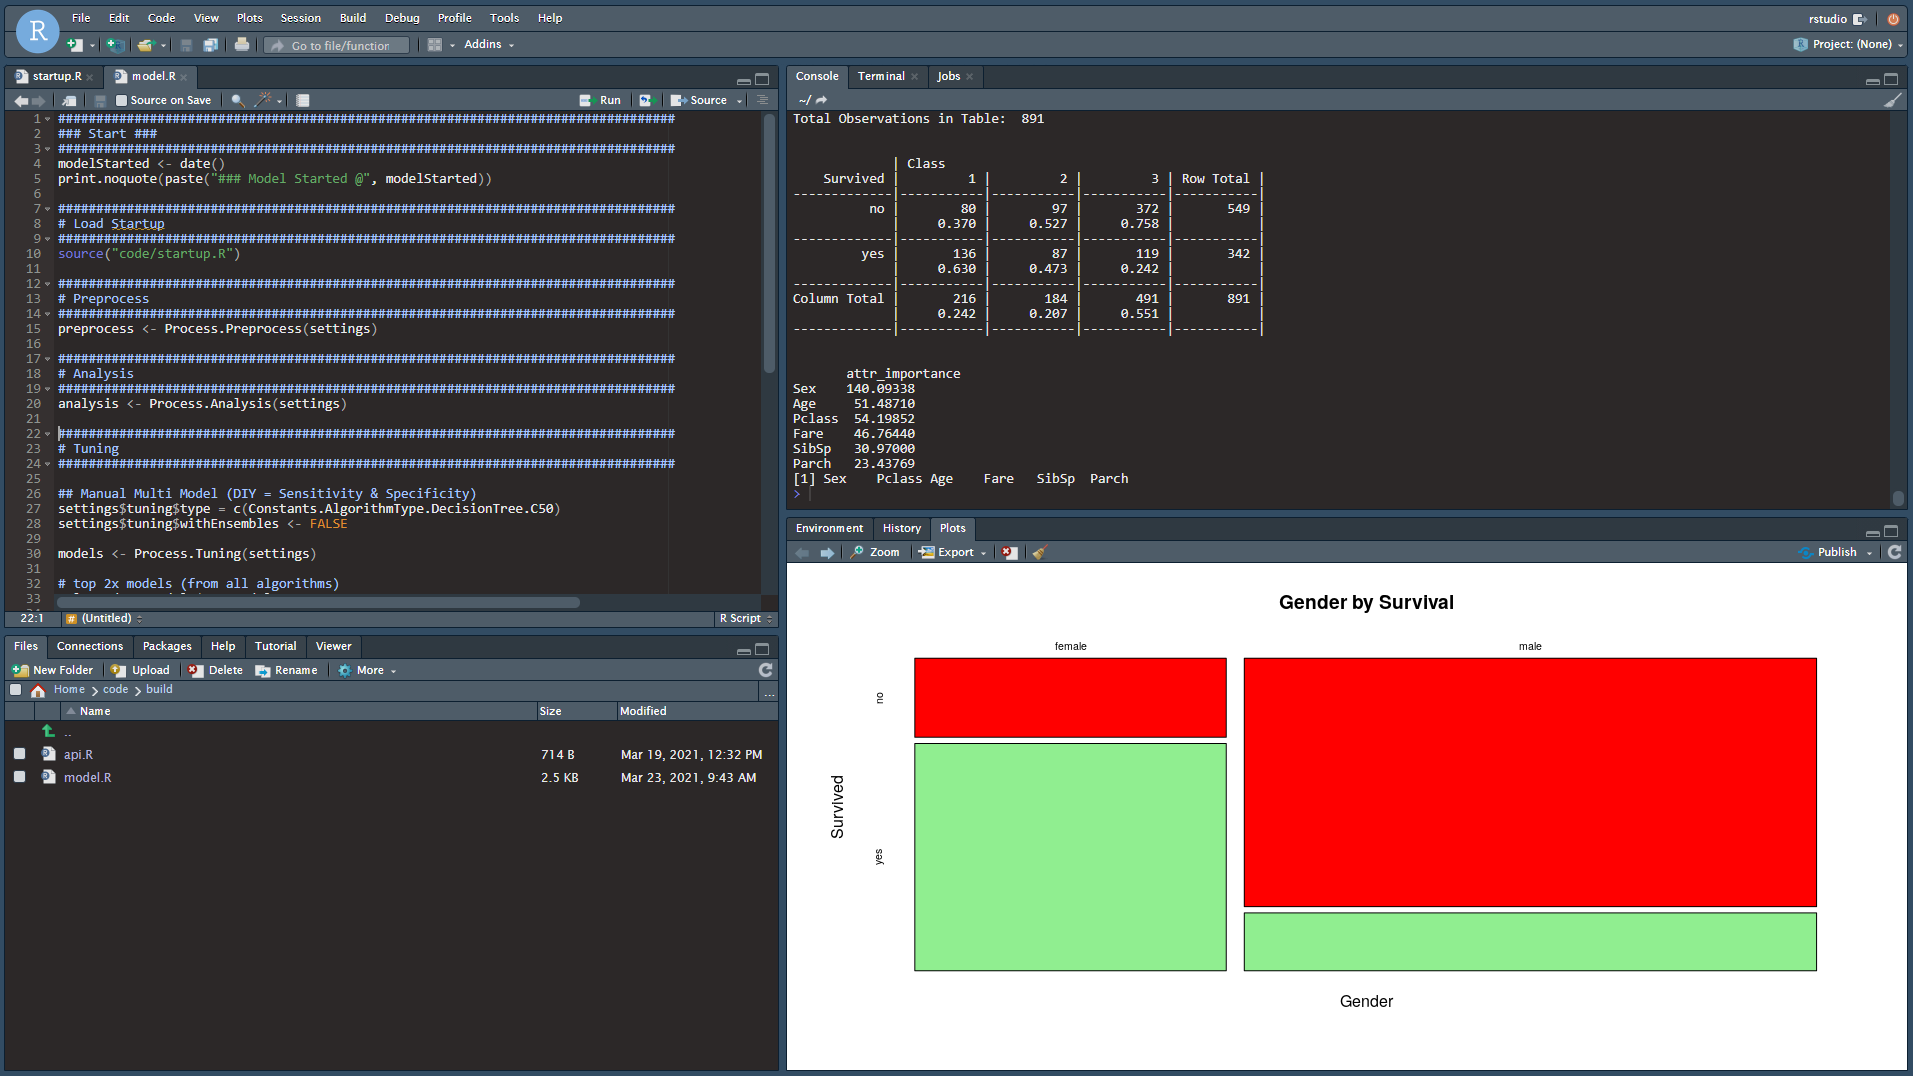 R
File Edit Code View Plots Session Build Debug Profile Tools Help
rstudio
Go to file/function
Addins
Project: (None)
startup.R
model.R
Source on Save
Run
Source
1 #################################################################################
2 ### Start ###
3 #################################################################################
4 modelStarted <- date()
5 print.noquote(paste("### Model Started @", modelStarted))
6
7 #################################################################################
8 # Load Startup
9 #################################################################################
10 source("code/startup.R")
11
12 #################################################################################
13 # Preprocess
14 #################################################################################
15 preprocess <- Process.Preprocess(settings)
16
17 #################################################################################
18 # Analysis
19 #################################################################################
20 analysis <- Process.Analysis(settings)
21
22 #################################################################################
23 # Tuning
24 #################################################################################
25
26 ## Manual Multi Model (DIY = Sensitivity & Specificity)
27 settings$tuning$type = c(Constants.AlgorithmType.DecisionTree.C50)
28 settings$tuning$withEnsembles <- FALSE
29
30 models <- Process.Tuning(settings)
31
32 # top 2x models (from all algorithms)
33
22:1
# (Untitled)
R Script
Files Connections Packages Help Tutorial Viewer
New Folder Upload Delete Rename More
Home code build ...
Name Size Modified
..
api.R 714 B Mar 19, 2021, 12:32 PM
model.R 2.5 KB Mar 23, 2021, 9:43 AM
Console Terminal Jobs
~/
Total Observations in Table:  891
             | Class
    Survived |         1 |         2 |         3 | Row Total |
-------------|-----------|-----------|-----------|-----------|
          no |        80 |        97 |       372 |       549 |
             |     0.370 |     0.527 |     0.758 |           |
-------------|-----------|-----------|-----------|-----------|
         yes |       136 |        87 |       119 |       342 |
             |     0.630 |     0.473 |     0.242 |           |
-------------|-----------|-----------|-----------|-----------|
Column Total |       216 |       184 |       491 |       891 |
             |     0.242 |     0.207 |     0.551 |           |
-------------|-----------|-----------|-----------|-----------|
       attr_importance
Sex    140.09338
Age     51.48710
Pclass  54.19852
Fare    46.76440
SibSp   30.97000
Parch   23.43769
[1] Sex    Pclass Age    Fare   SibSp  Parch
>
Environment History Plots
Zoom Export
Publish
Gender by Survival
female male
no
yes
Survived
Gender